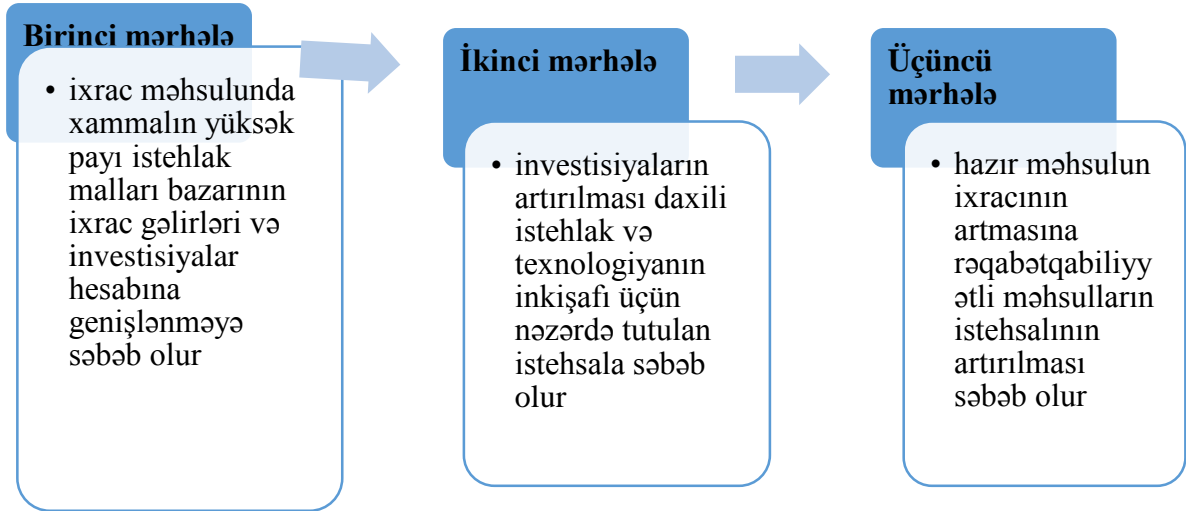 Birinci mərhələ
• ixrac məhsulunda
xammalın yüksək
payı istehlak
malları bazarının
ixrac gəlirləri və
investisiyalar
hesabına
genişlənməyə
səbəb olur
İkinci mərhələ
• investisiyaların
artırılması daxili
istehlak və
texnologiyanın
inkişafı üçün
nəzərdə tutulan
istehsala səbəb
olur
Üçüncü
mərhələ
• hazır məhsulun
ixracının
artmasına
rəqabətqabiliyy
ətli məhsulların
istehsalının
artırılması
səbəb olur